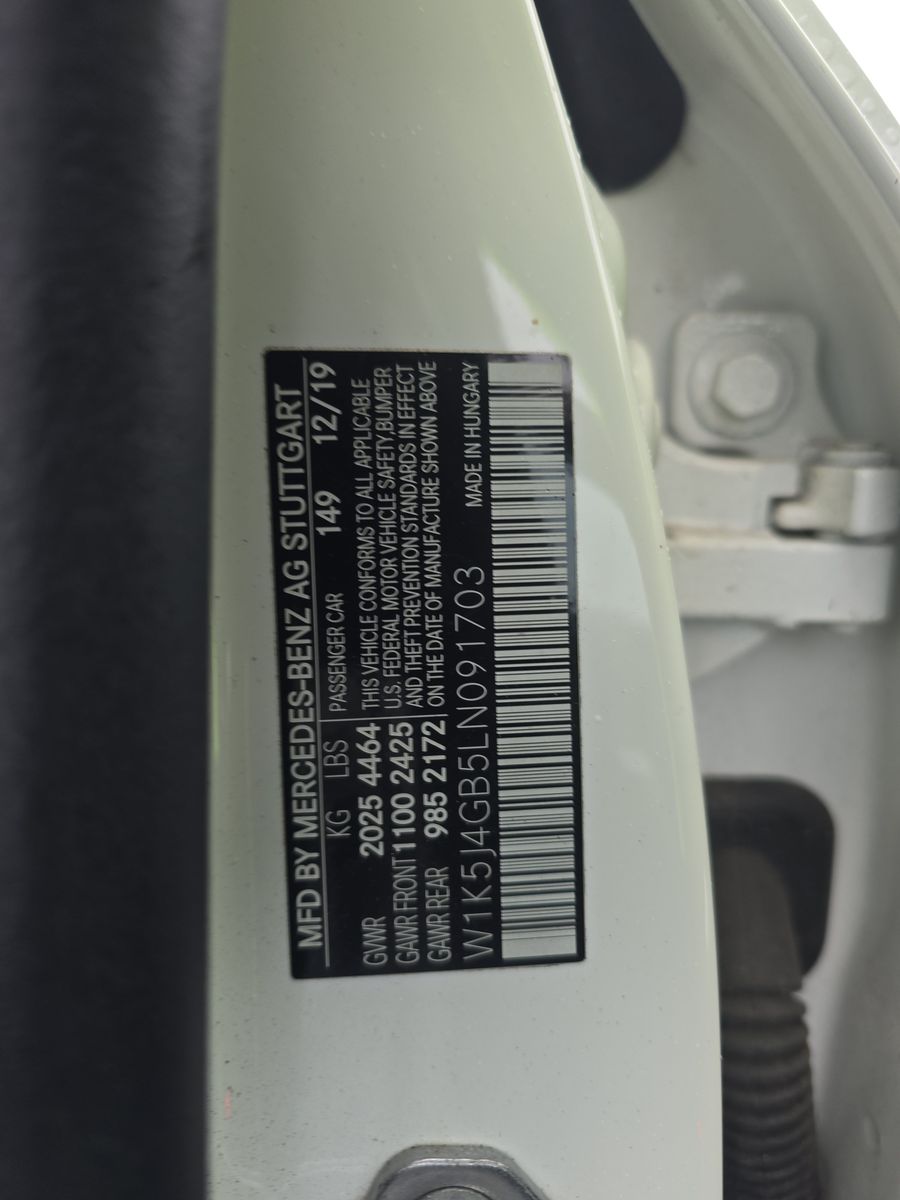 MFD BY MERCEDES-BENZ AG STUTTGART
KG LBS PASSENGER CAR 149 12/19
GVWR 2025 4464 THIS VEHICLE CONFORMS TO ALL APPLICABLE
U.S. FEDERAL MOTOR VEHICLE SAFETY,BUMPER
GAWR FRONT 1100 2425 AND THEFT PREVENTION STANDARDS IN EFFECT
GAWR REAR 985 2172 ON THE DATE OF MANUFACTURE SHOWN ABOVE
W1K5J4GB5LN091703 MADE IN HUNGARY